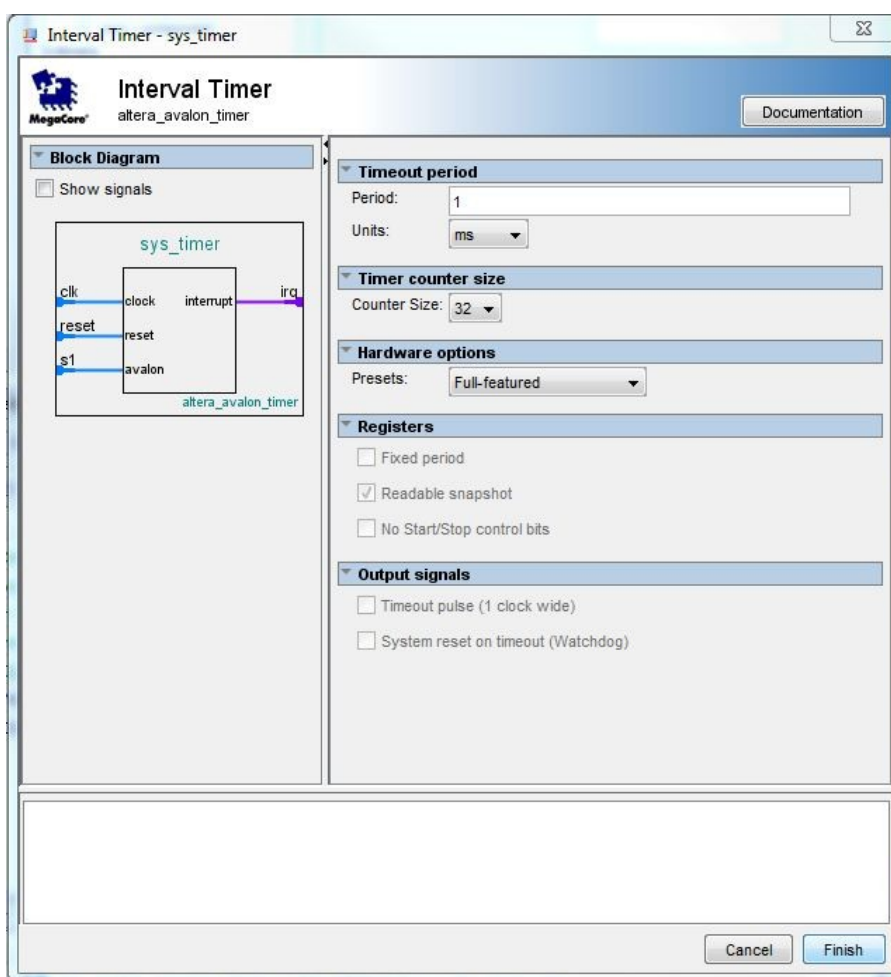 Interval Timer - sys_timer
Interval Timer
MegaCore®
altera_avalon_timer
Documentation
Block Diagram
Show signals
sys_timer
clk
clock
interrupt
irq
reset
reset
s1
avalon
altera_avalon_timer
Timeout period
Period: 1
Units: ms
Timer counter size
Counter Size: 32
Hardware options
Presets: Full-featured
Registers
Fixed period
Readable snapshot
No Start/Stop control bits
Output signals
Timeout pulse (1 clock wide)
System reset on timeout (Watchdog)
Cancel Finish